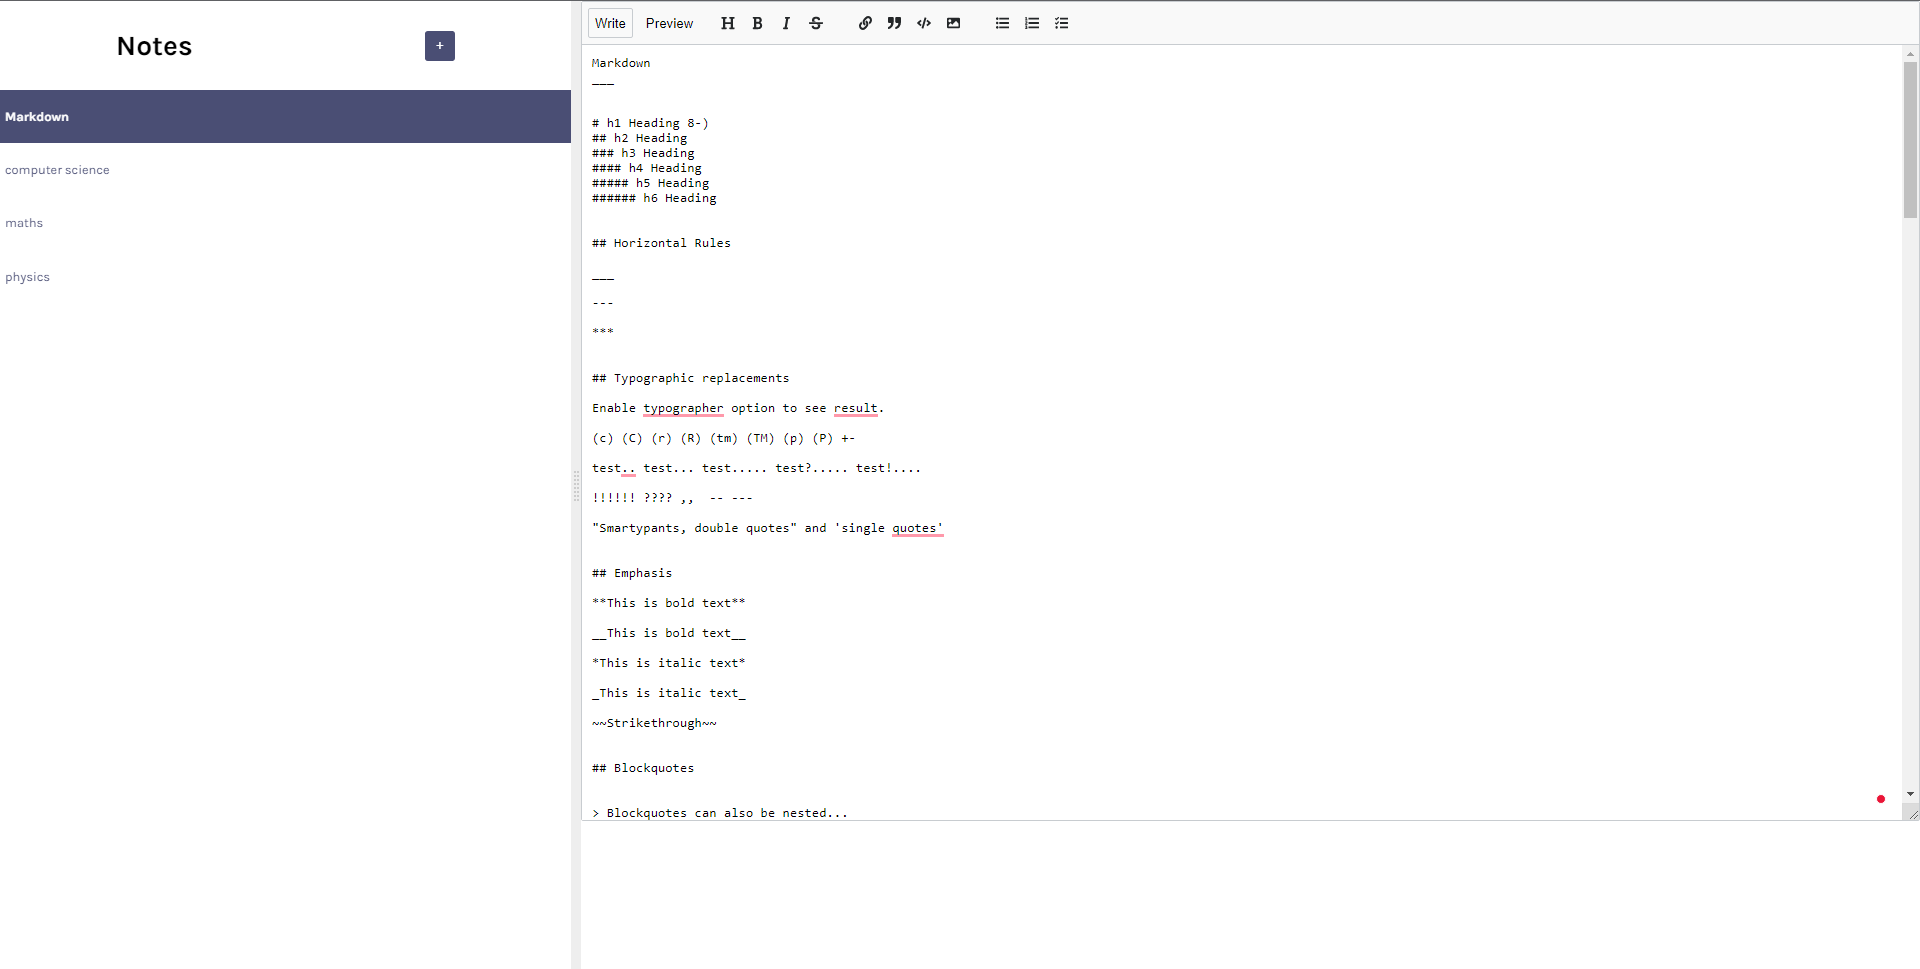 Notes
+
Markdown
computer science
maths
physics
Write Preview H B I S
Markdown
___
# h1 Heading 8-)
## h2 Heading
### h3 Heading
#### h4 Heading
##### h5 Heading
###### h6 Heading
## Horizontal Rules
___
---
***
## Typographic replacements
Enable typographer option to see result.
(c) (C) (r) (R) (tm) (TM) (p) (P) +-
test.. test... test..... test?..... test!....
!!!!!! ???? ,,  -- ---
"Smartypants, double quotes" and 'single quotes'
## Emphasis
**This is bold text**
__This is bold text__
*This is italic text*
_This is italic text_
~~Strikethrough~~
## Blockquotes
> Blockquotes can also be nested...